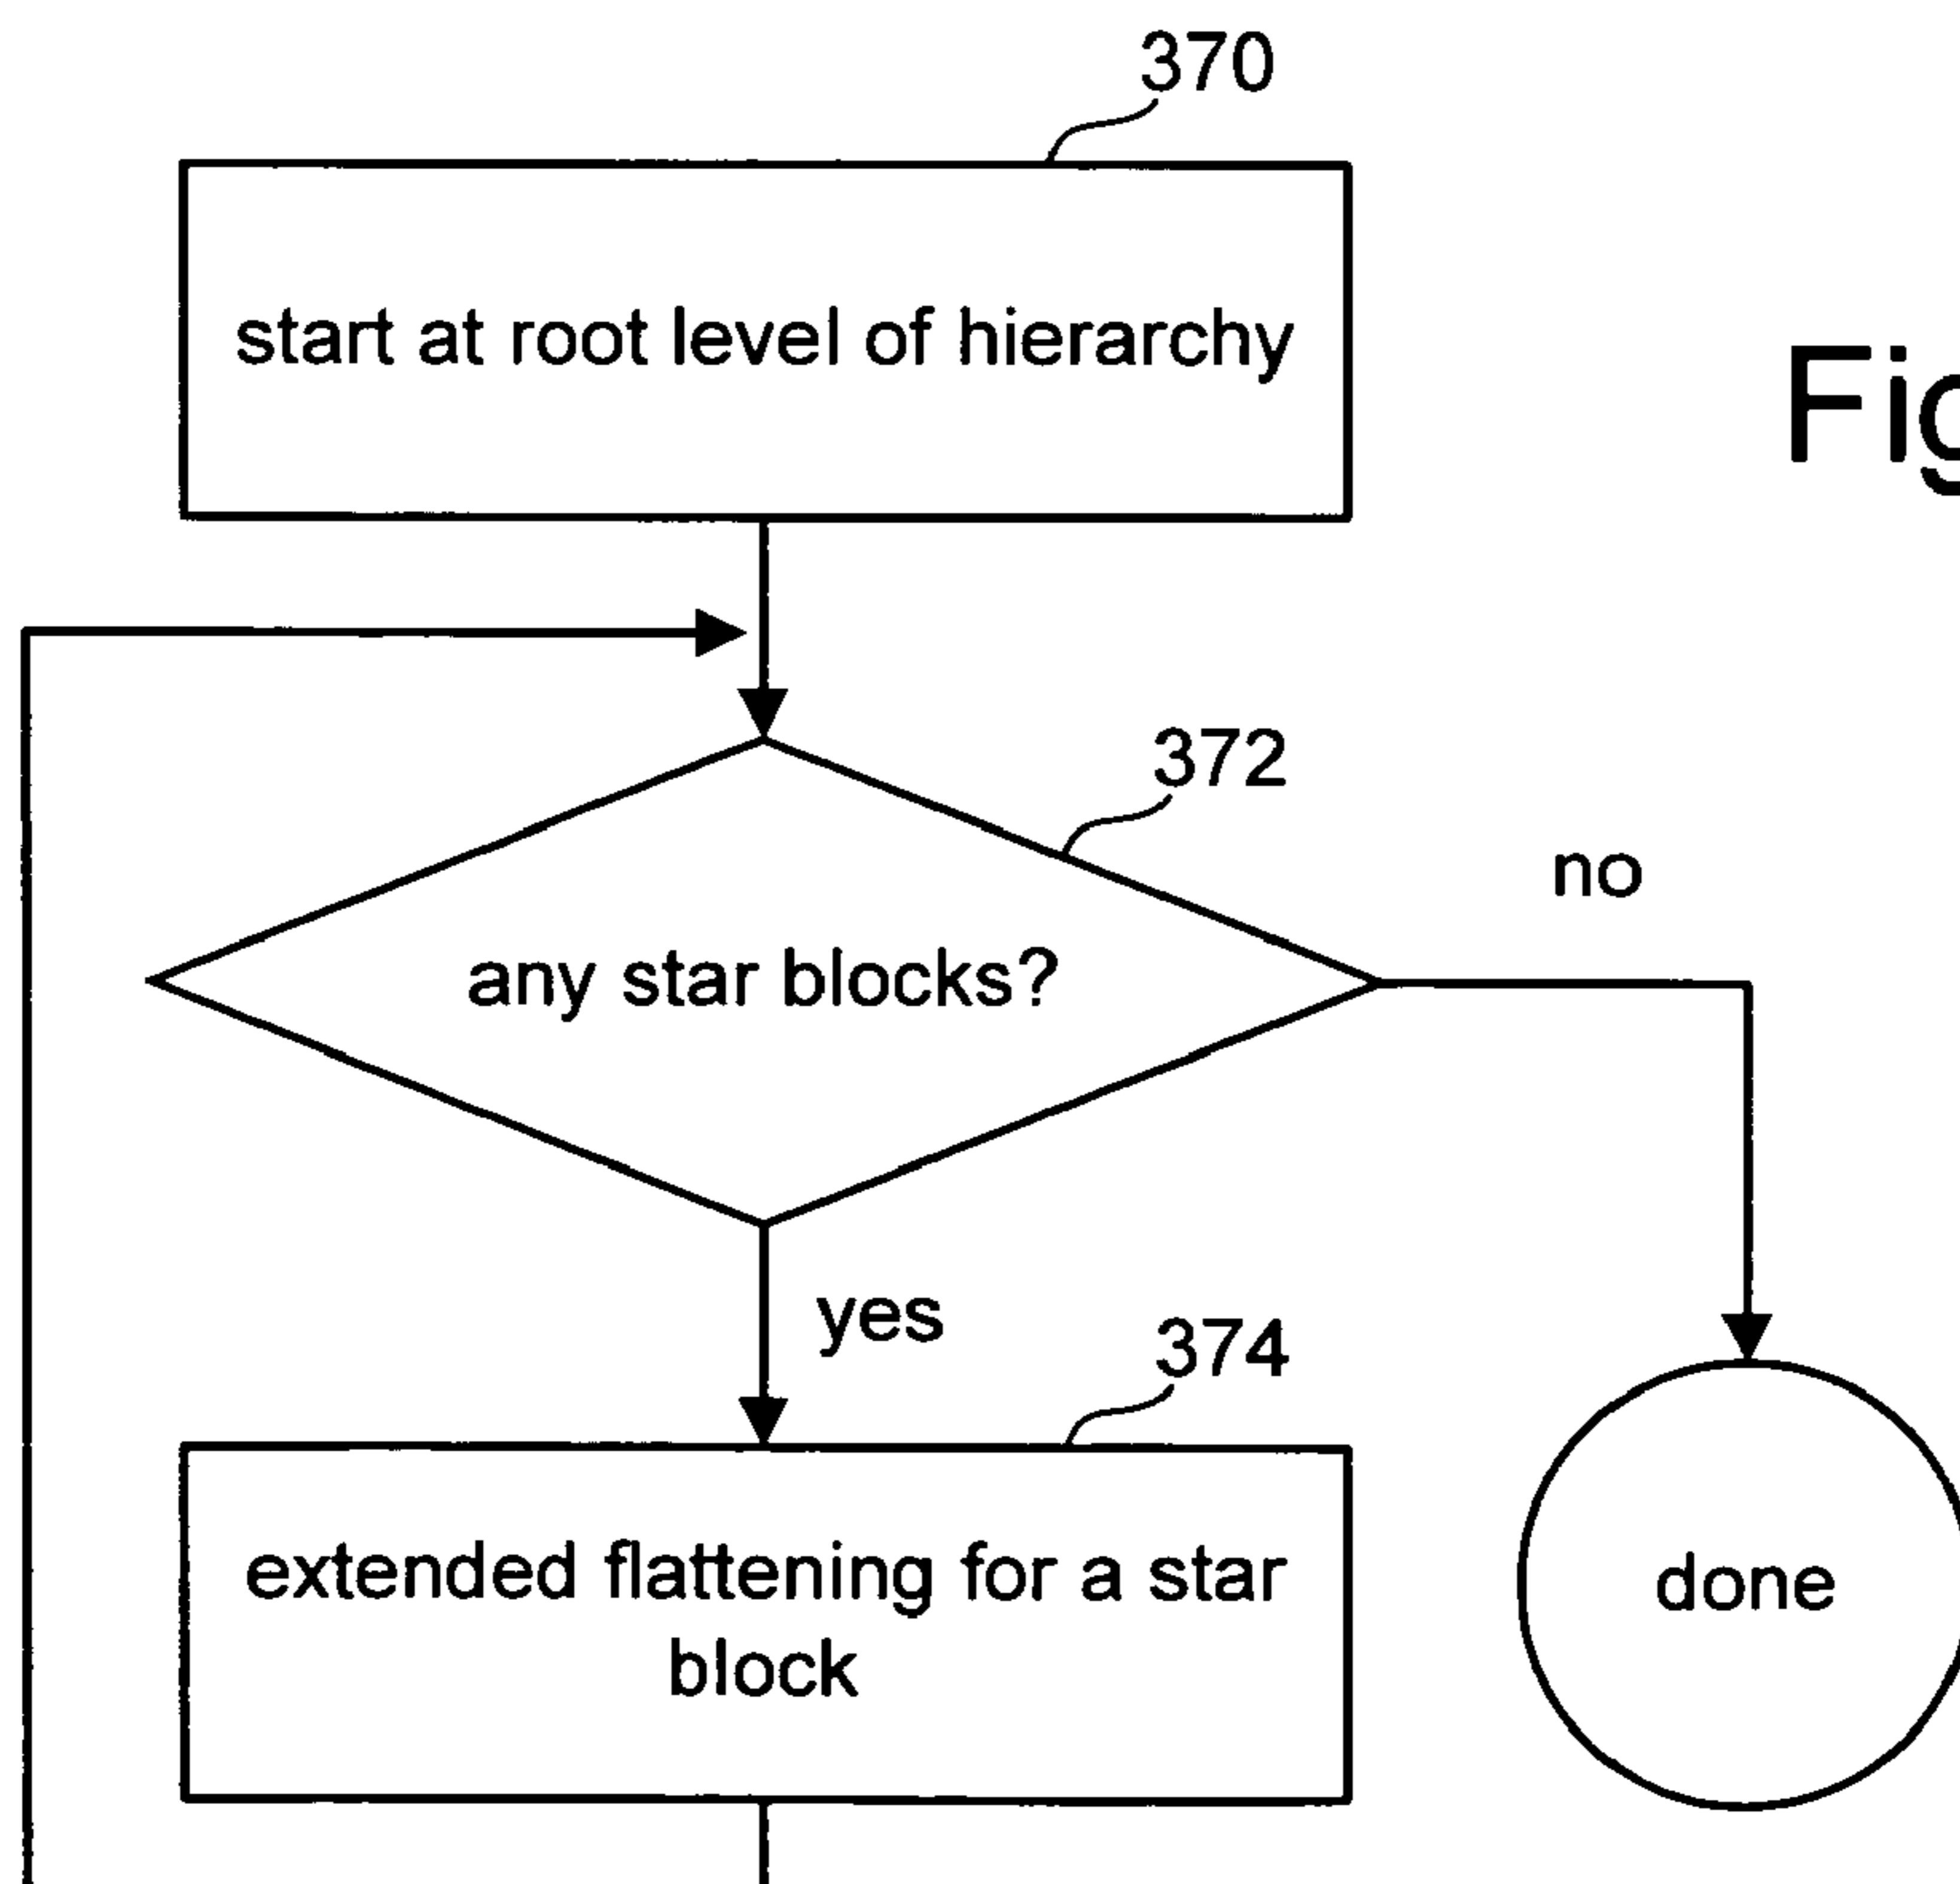 370
start at root level of hierarchy
Fig
372
no
any star blocks?
yes
374
extended flattening for a star
block
done